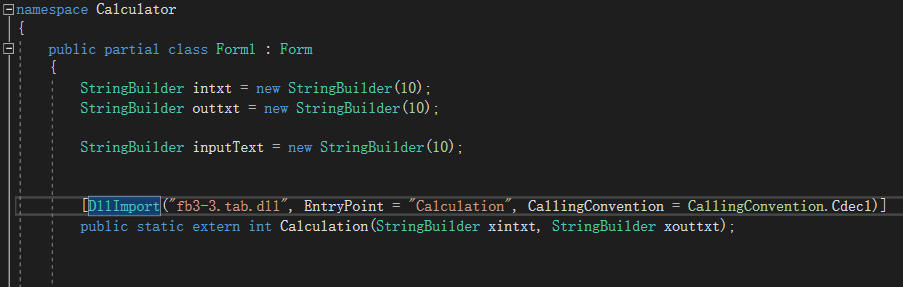 namespace Calculator
{
public partial class Form1 : Form
{
StringBuilder intxt = new StringBuilder(10);
StringBuilder outtxt = new StringBuilder(10);
StringBuilder inputText = new StringBuilder(10);
[DllImport("fb3-3.tab.dll", EntryPoint = "Calculation", CallingConvention = CallingConvention.Cdecl)]
public static extern int Calculation(StringBuilder xintxt, StringBuilder xouttxt);